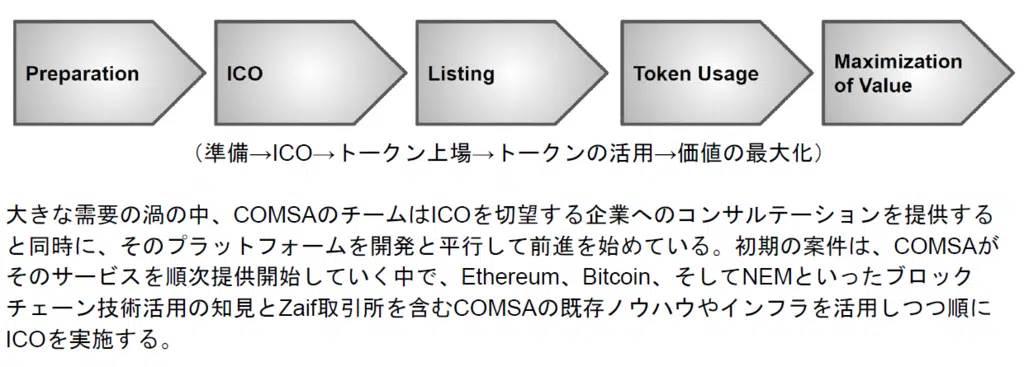 Preparation
ICO
Listing
Token Usage
Maximization
of Value
（準備→ICO→トークン上場→トークンの活用→価値の最大化）
大きな需要の渦の中、COMSAのチームはICOを切望する企業へのコンサルテーションを提供する
と同時に、そのプラットフォームを開発と平行して前進を始めている。初期の案件は、COMSAが
そのサービスを順次提供開始していく中で、Ethereum、Bitcoin、そしてNEMといったブロック
チェーン技術活用の知見とZaif取引所を含むCOMSAの既存ノウハウやインフラを活用しつつ順に
ICOを実施する。